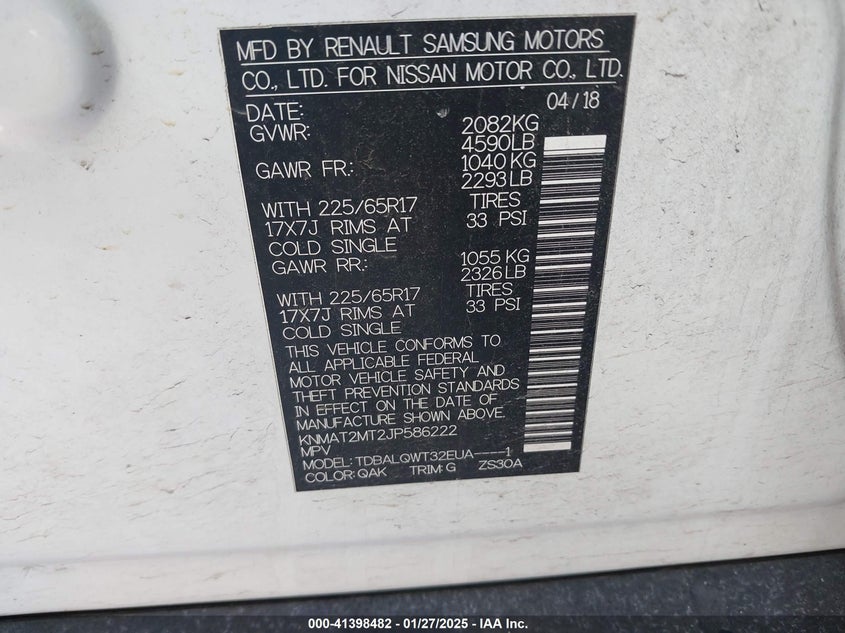 MFD BY RENAULT SAMSUNG MOTORS
CO., LTD. FOR NISSAN MOTOR CO., LTD.
DATE: 04/18
GVWR: 2082KG
4590LB
GAWR FR.: 1040KG
2293LB
WITH 225/65R17 TIRES
17X7J RIMS AT 33 PSI
COLD SINGLE
GAWR RR.: 1055 KG
2326LB
WITH 225/65R17 TIRES
17X7J RIMS AT 33 PSI
COLD SINGLE
THIS VEHICLE CONFORMS TO
ALL APPLICABLE FEDERAL
MOTOR VEHICLE SAFETY AND
THEFT PREVENTION STANDARDS
IN EFFECT ON THE DATE OF
MANUFACTURE SHOWN ABOVE.
KNMAT2MT2JP586222
MPV
MODEL: TDBALQWT32EUA----1
COLOR: QAK TRIM: G ZS30A
000-41398482 - 01/27/2025 - IAA Inc.